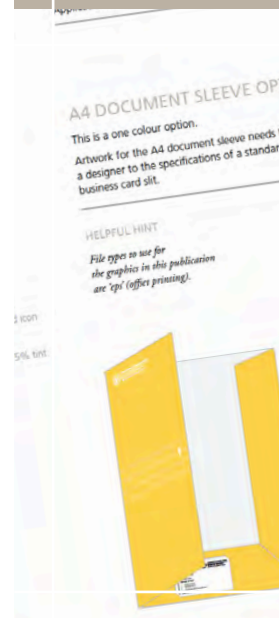 A4 DOCUMENT SLEEVE
This is a one colour option.
Artwork for the A4 document sleeve needs
a designer to the specifications of a
business card slit.
HELPFUL HINT
File types to use for
the graphics in this publication
are 'eps' (offset printing).
icon
5% tint